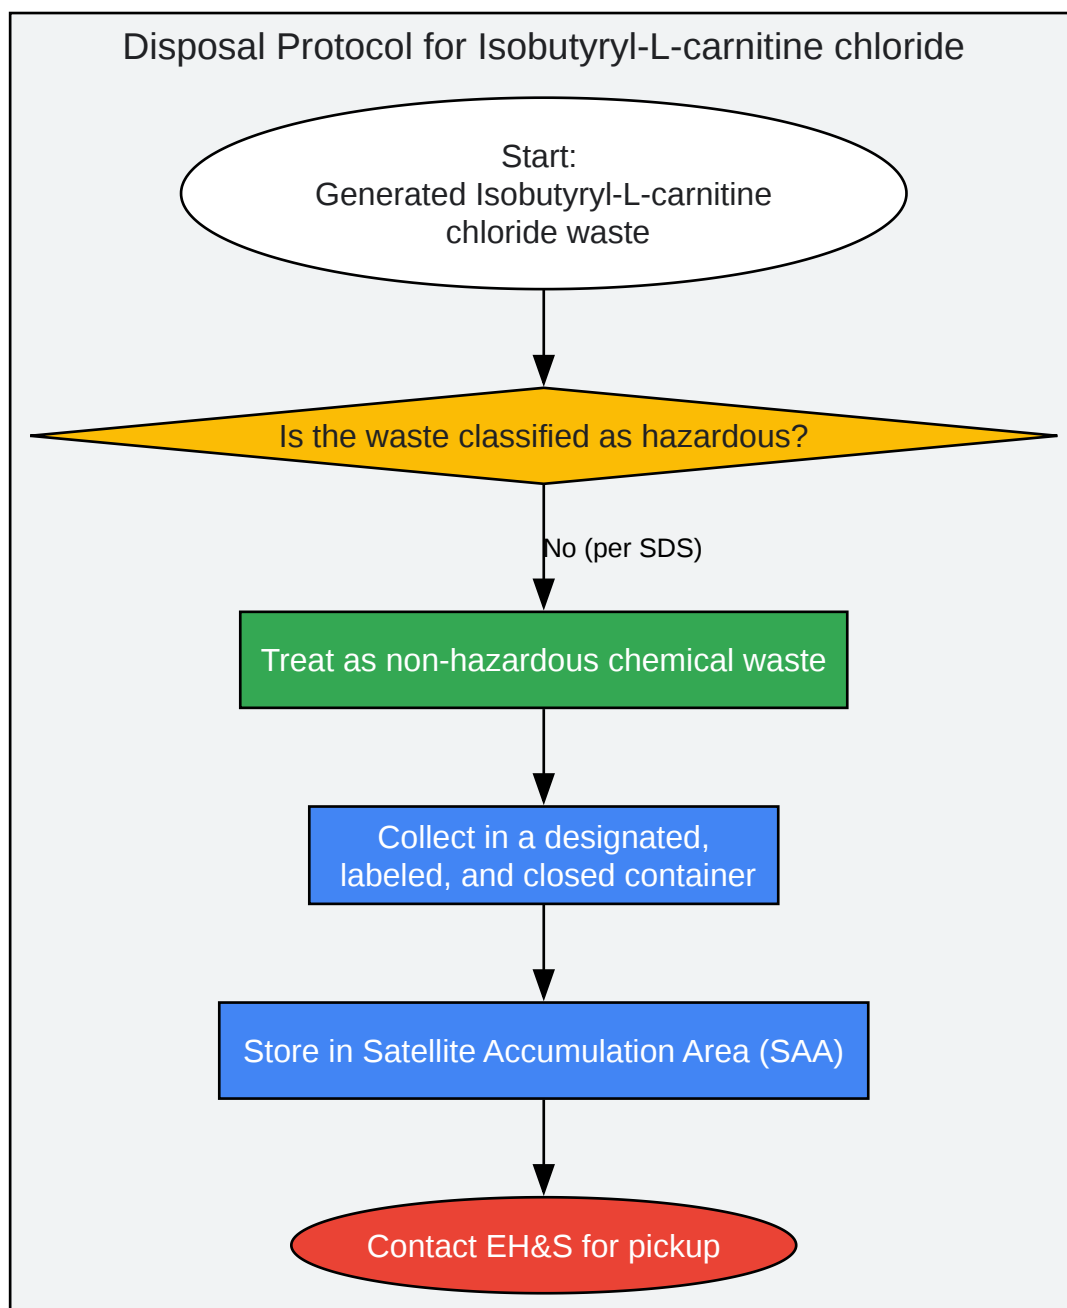 Disposal Protocol for Isobutyryl-L-carnitine chloride
Start:
Generated Isobutyryl-L-carnitine
chloride waste
Is the waste classified as hazardous?
No (per SDS)
Treat as non-hazardous chemical waste
Collect in a designated,
labeled, and closed container
Store in Satellite Accumulation Area (SAA)
Contact EH&S for pickup